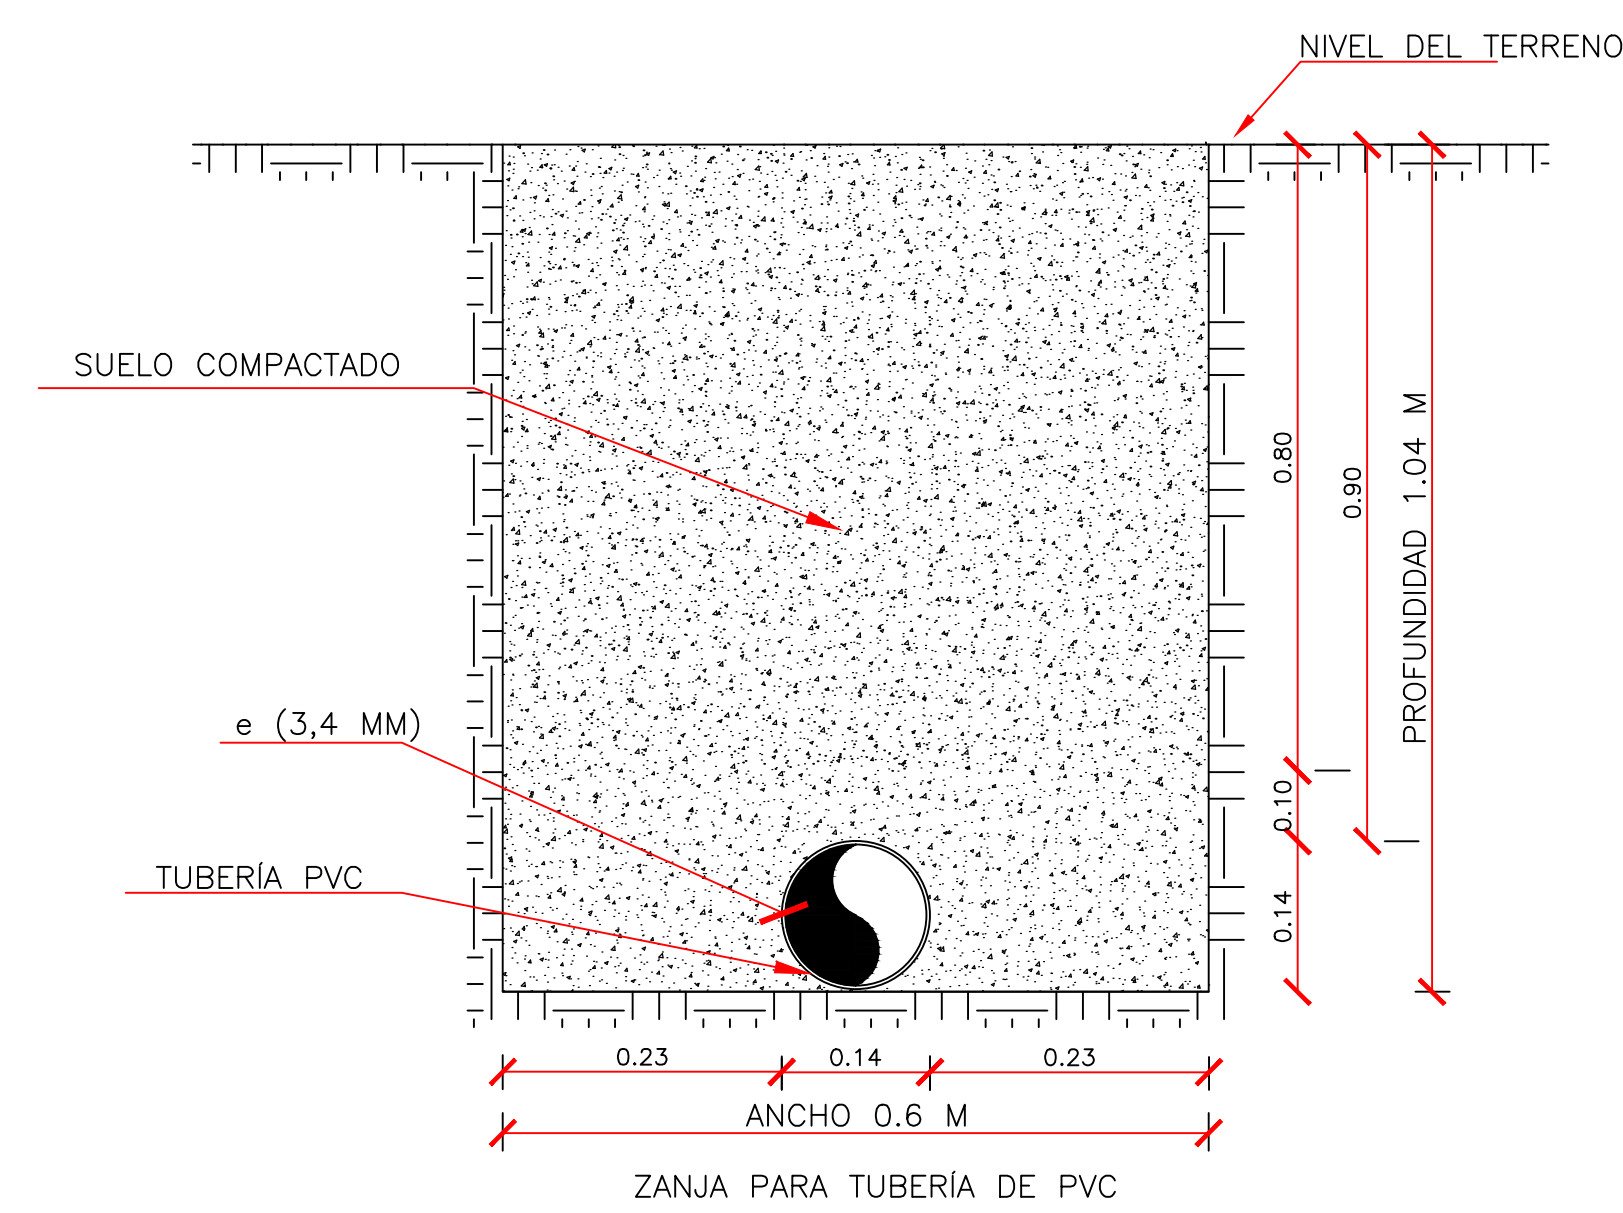 NIVEL DEL TERRENO
SUELO COMPACTADO
0.80
0.90
PROFUNDIDAD 1.04 M
e (3,4 MM)
0.10
TUBERÍA PVC
0.14
0.23
0.14
0.23
ANCHO 0.6 M
ZANJA PARA TUBERÍA DE PVC